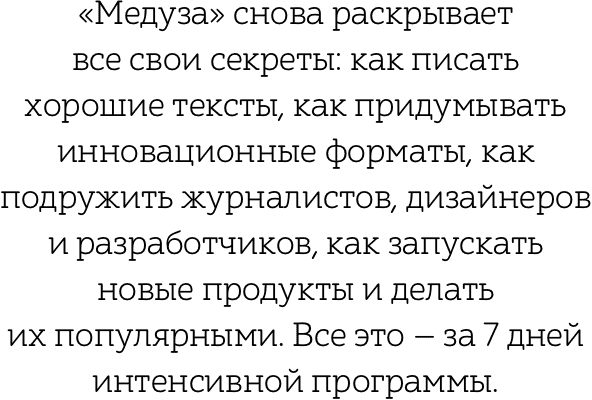 «Медуза» снова раскрывает
все свои секреты: как писать
хорошие тексты, как придумывать
инновационные форматы, как
подружить журналистов, дизайнеров
и разработчиков, как запускать
новые продукты и делать
их популярными. Все это — за 7 дней
интенсивной программы.